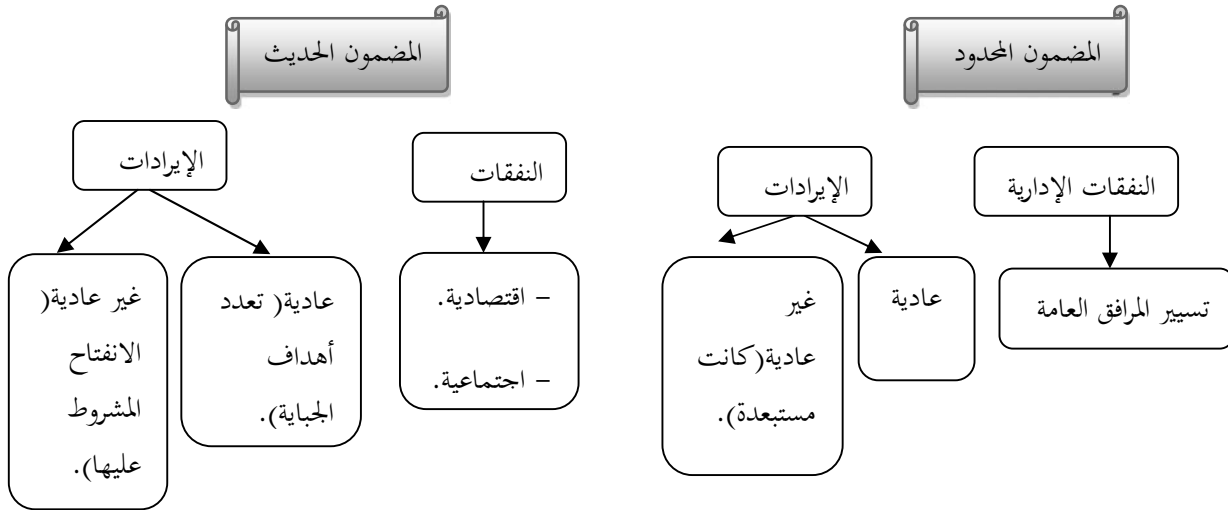 المضمون المحدود
المضمون الحديث
النفقات الإدارية
الإيرادات
النفقات
الإيرادات
تسيير المرافق العامة
عادية
غير
عادية(كانت
مستبعدة).
– اقتصادية.
– اجتماعية.
عادية( تعدد
أهداف
الجباية).
غير عادية(
الانفتاح
المشروط
عليها).